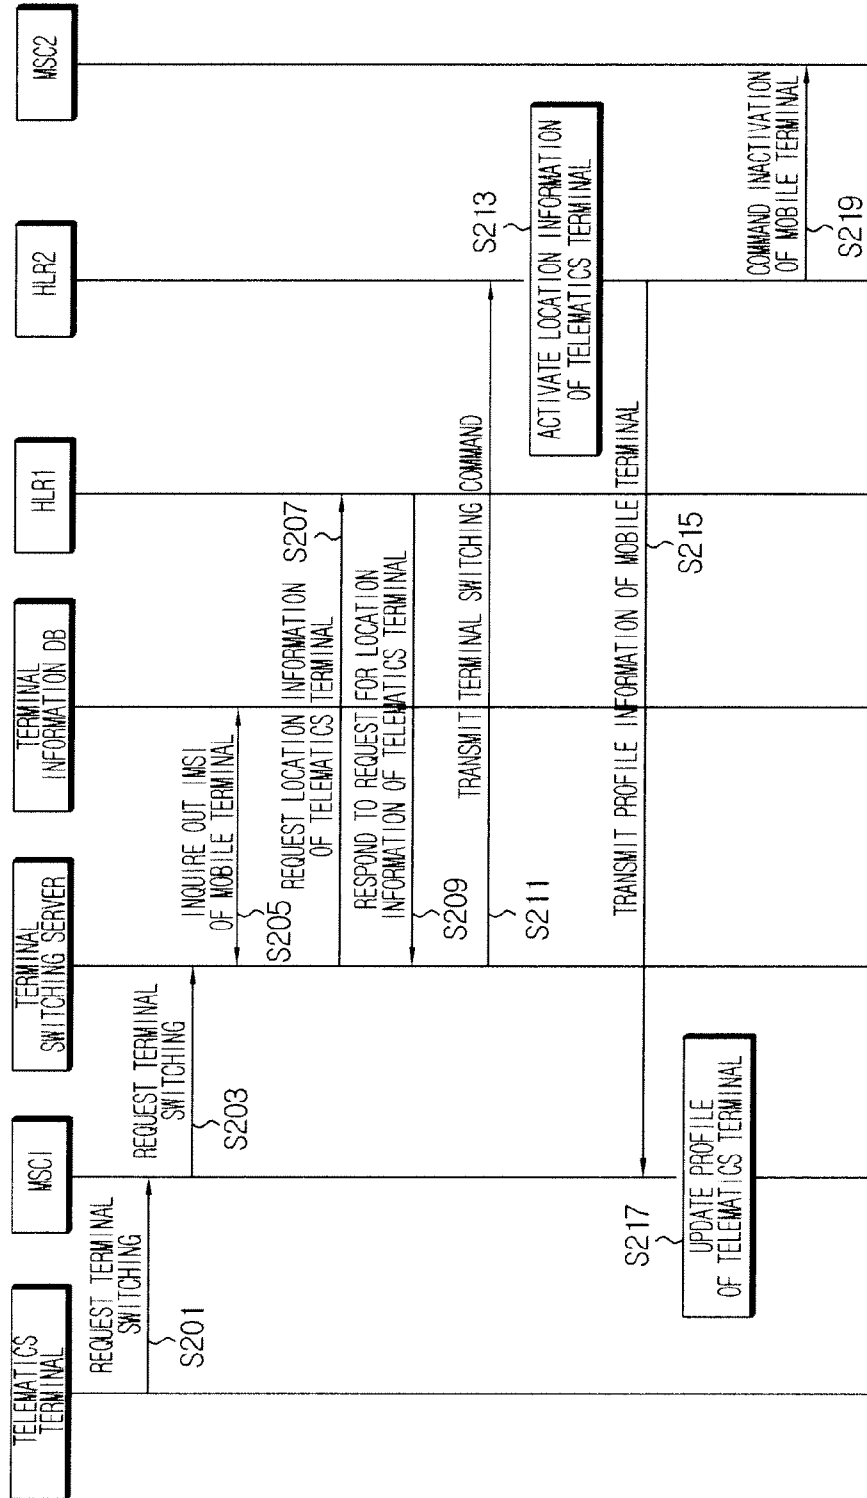 TELEMATICS
TERMINAL
MSC1
TERMINAL
SWITCHING SERVER
TERMINAL
INFORMATION DB
HLR1
HLR2
MSC2
REQUEST TERMINAL
SWITCHING
S201
REQUEST TERMINAL
SWITCHING
S203
INQUIRE OUT IMSI
OF MOBILE TERMINAL
S205
REQUEST LOCATION INFORMATION
OF TELEMATICS TERMINAL
S207
RESPOND TO REQUEST FOR LOCATION
INFORMATION OF TELEMATICS TERMINAL
S209
TRANSMIT TERMINAL SWITCHING COMMAND
S211
S213
ACTIVATE LOCATION INFORMATION
OF TELEMATICS TERMINAL
TRANSMIT PROFILE INFORMATION OF MOBILE TERMINAL
S215
S217
UPDATE PROFILE
OF TELEMATICS TERMINAL
COMMAND INACTIVATION
OF MOBILE TERMINAL
S219